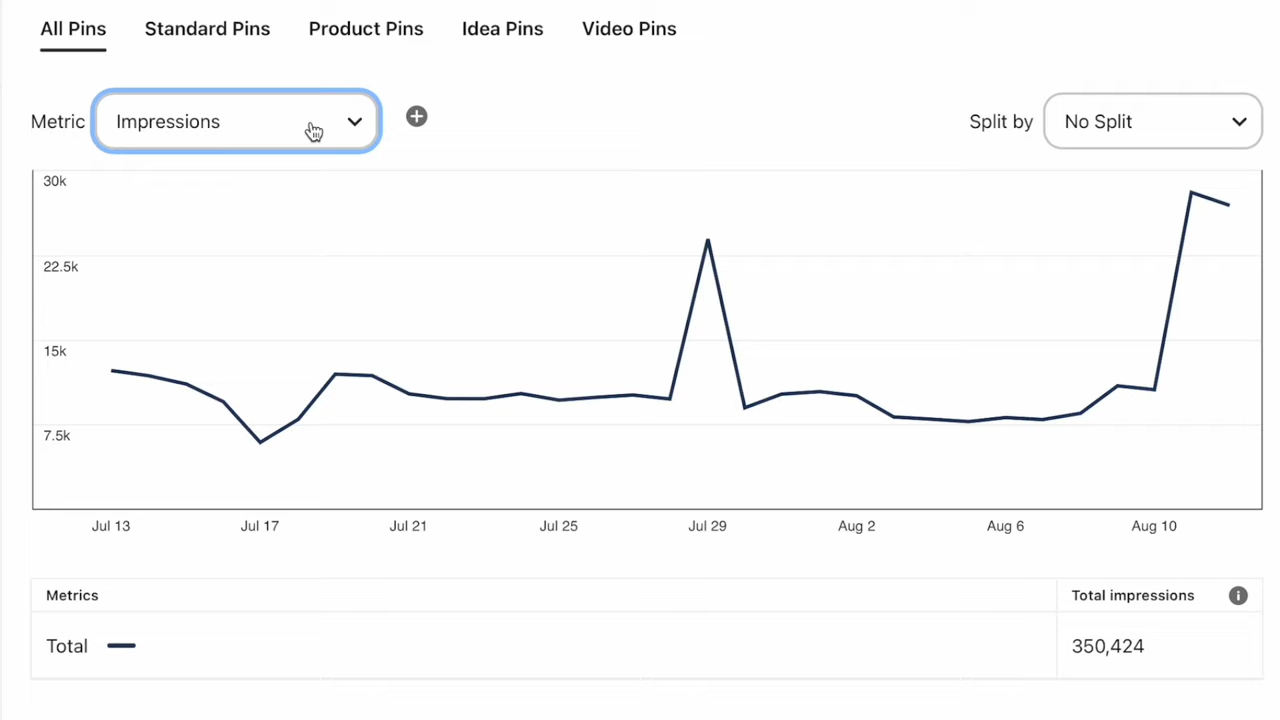 All Pins Standard Pins Product Pins Idea Pins Video Pins
Metric Impressions Split by No Split
30k
22.5k
15k
7.5k
Jul 13 Jul 17 Jul 21 Jul 25 Jul 29 Aug 2 Aug 6 Aug 10
Metrics Total impressions
Total 350,424